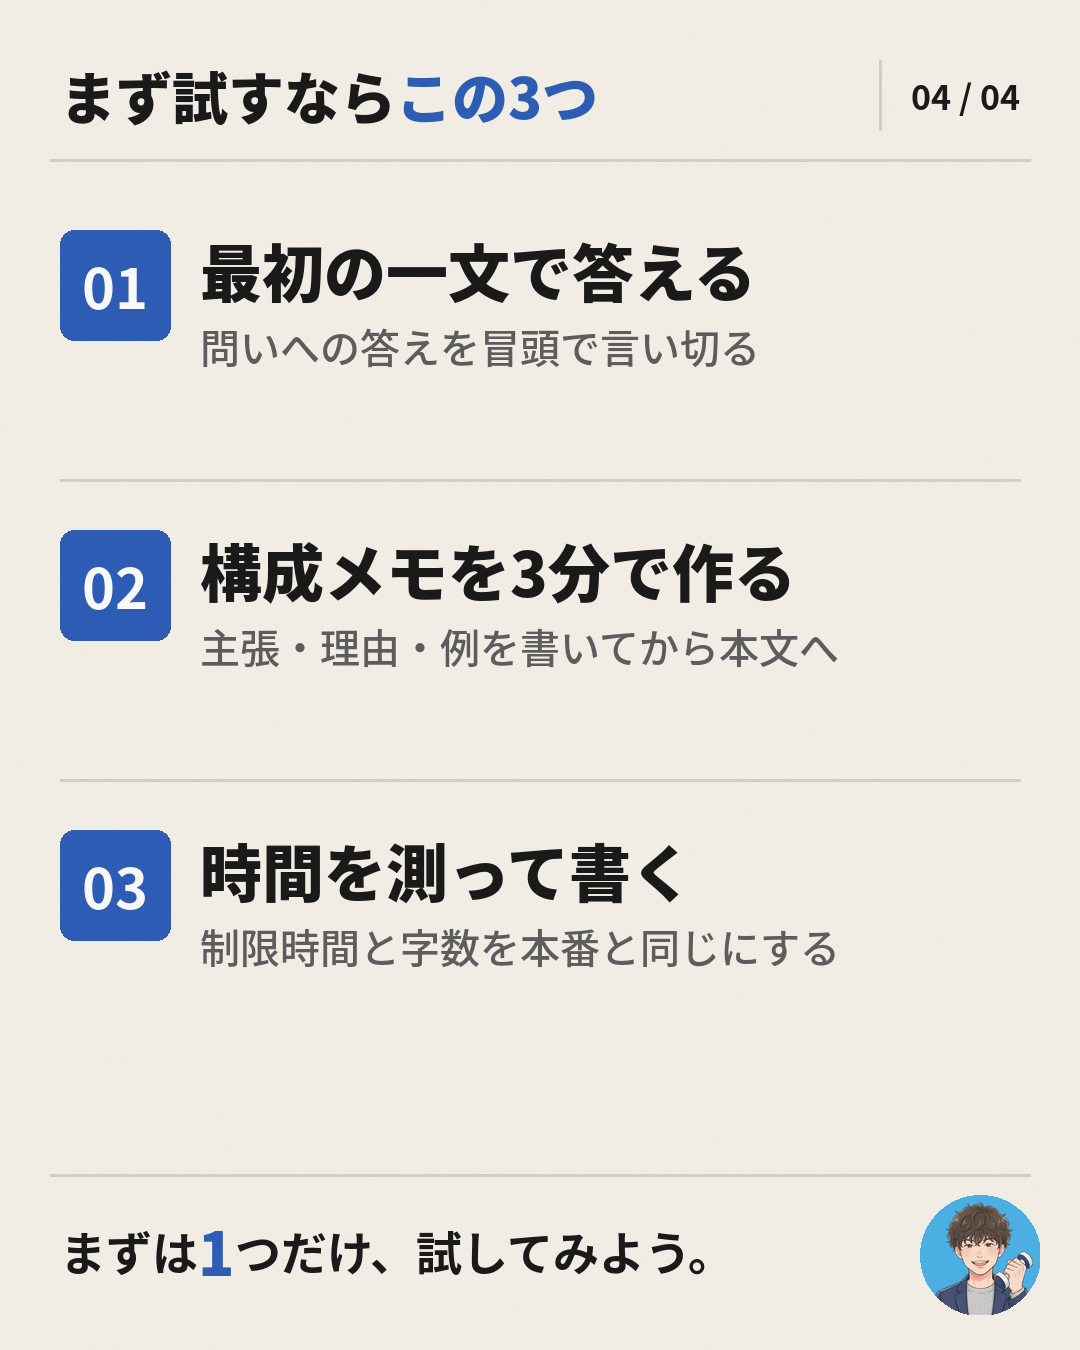 まず試すならこの3つ
04 / 04
01
最初の一文で答える
問いへの答えを冒頭で言い切る
02
構成メモを3分で作る
主張・理由・例を書いてから本文へ
03
時間を測って書く
制限時間と字数を本番と同じにする
まずは1つだけ、試してみよう。